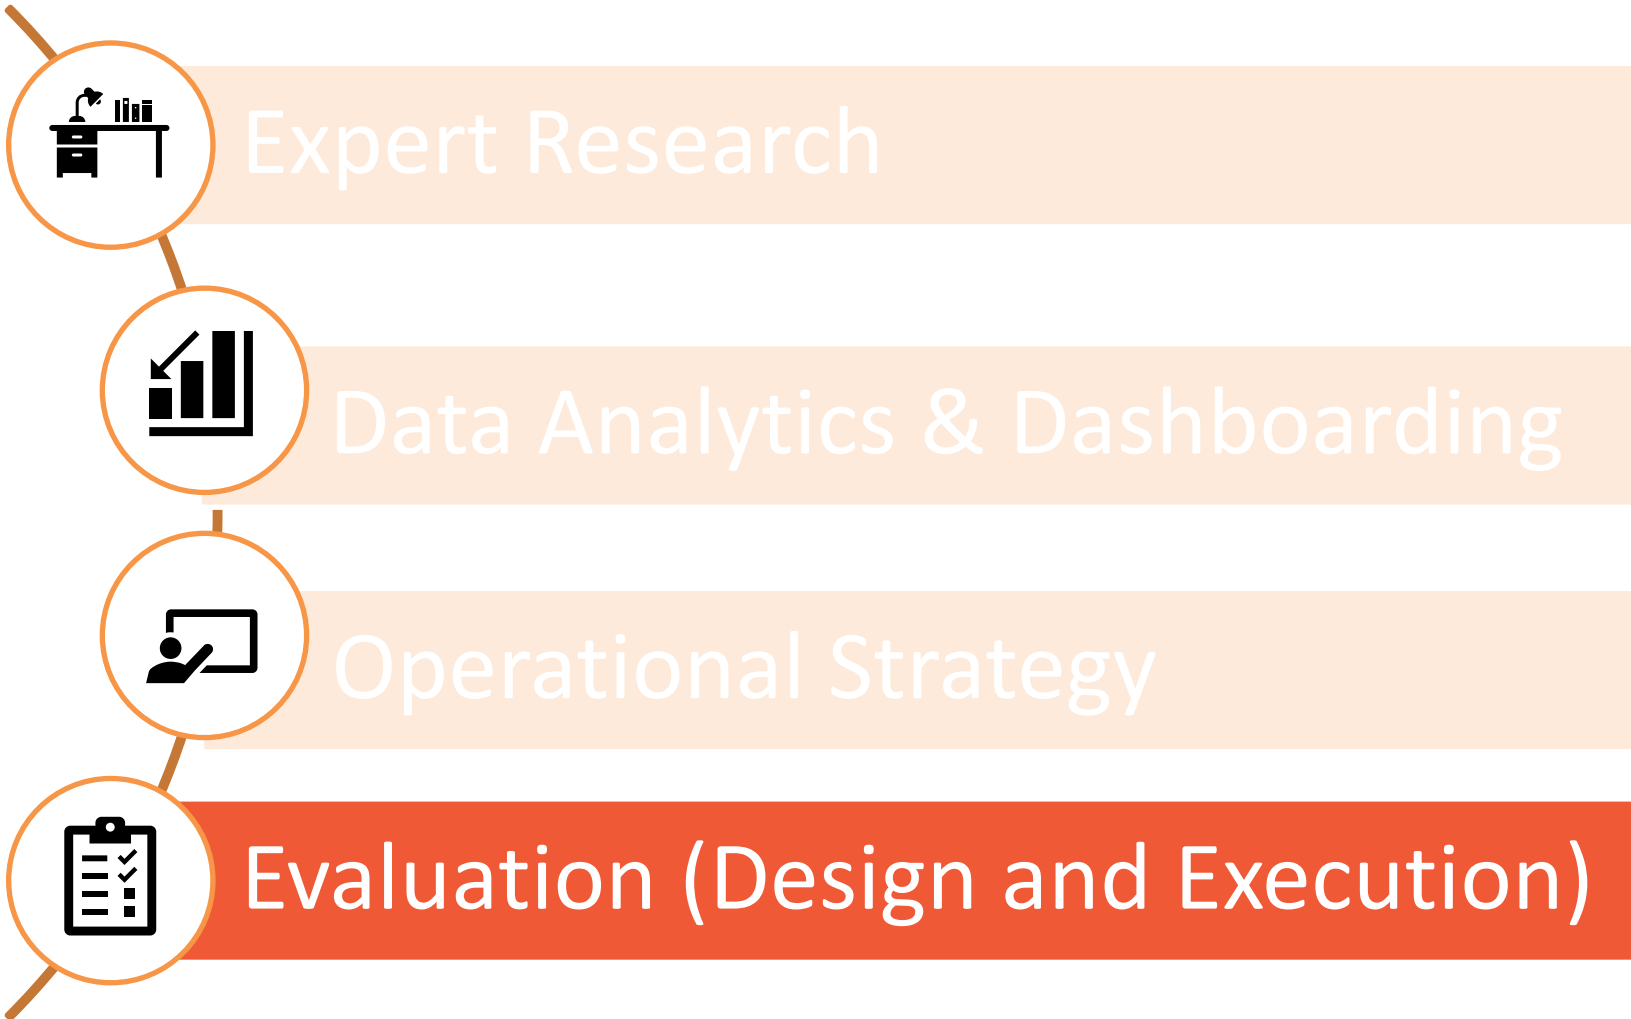 Expert Research
Data Analytics & Dashboarding
Operational Strategy
Evaluation (Design and Execution)